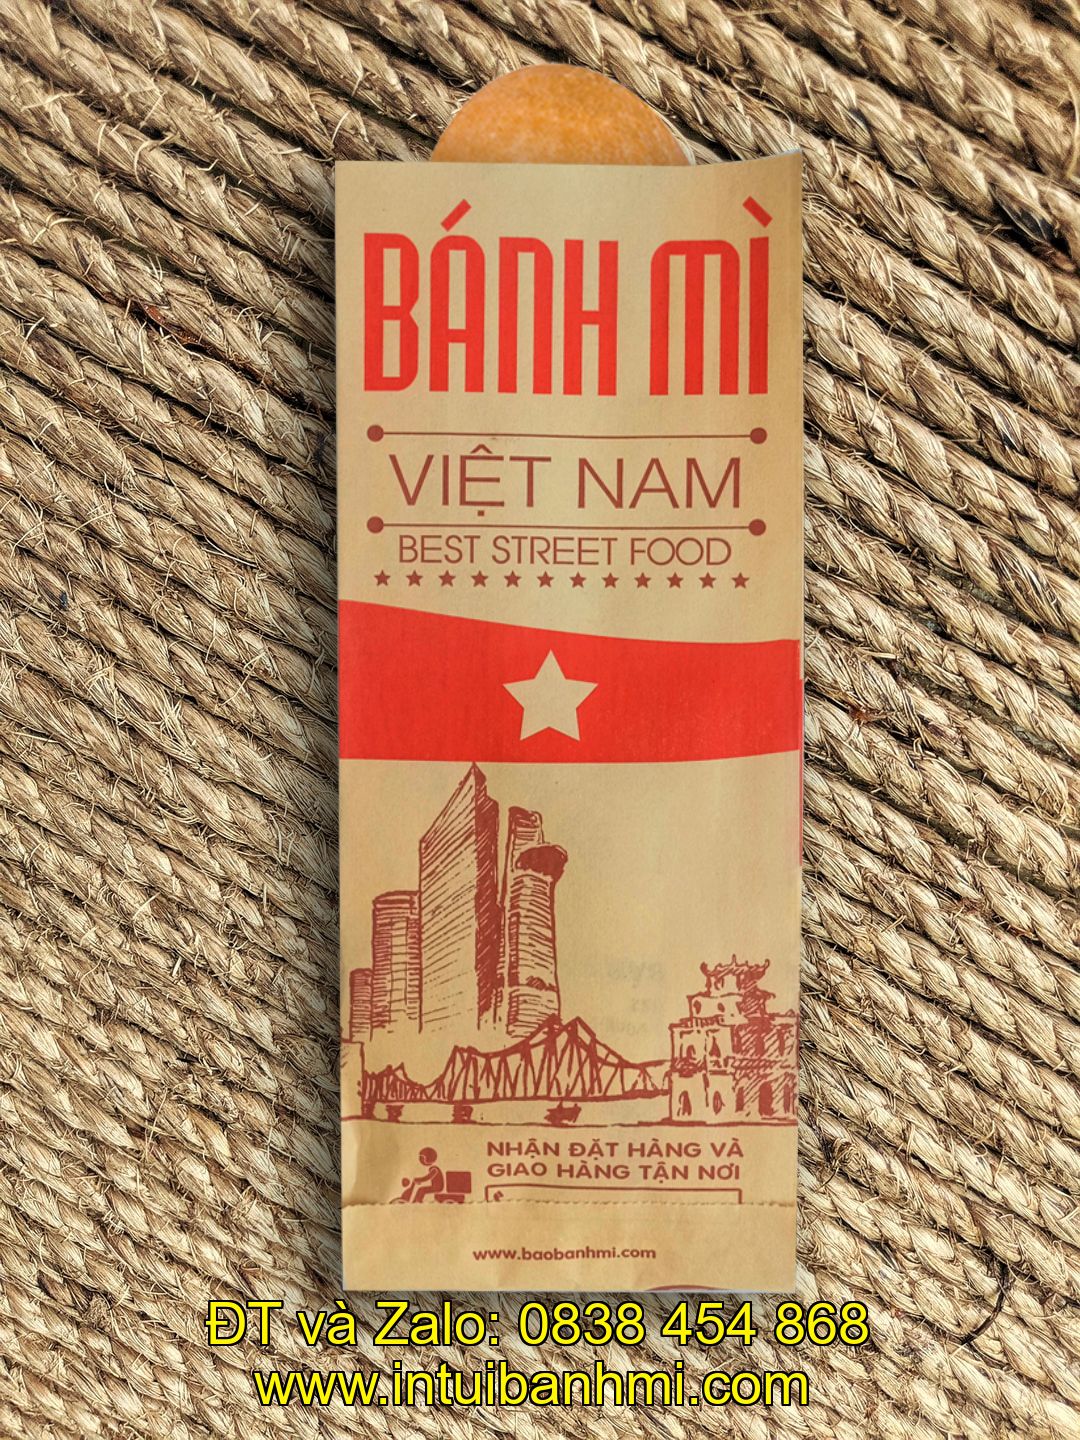 BÁNH MÌ
VIỆT NAM
BEST STREET FOOD
NHẬN ĐẶT HÀNG VÀ
GIAO HÀNG TẬN NƠI
www.baobanhmi.com
ĐT và Zalo: 0838 454 868
www.intuibanhmi.com